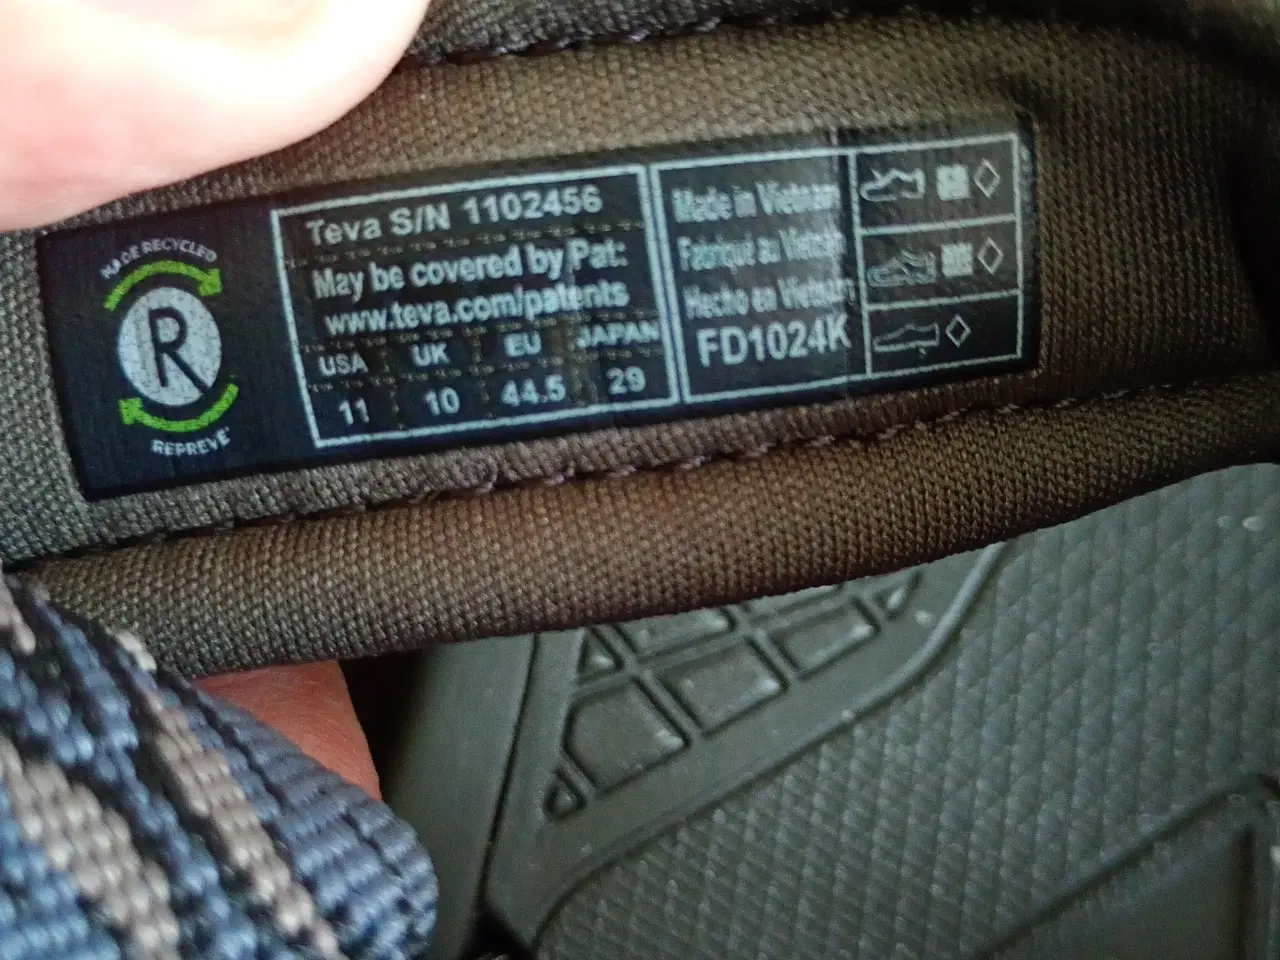 MADE RECYCLED
R
REPREVE
Teva S/N 1102456
May be covered by Pat:
www.teva.com/patents
USA UK EU JAPAN
11 10 44.5 29
Made in Vietnam
Fabriqué au Vietnam
Hecho en Vietnam
FD1024K